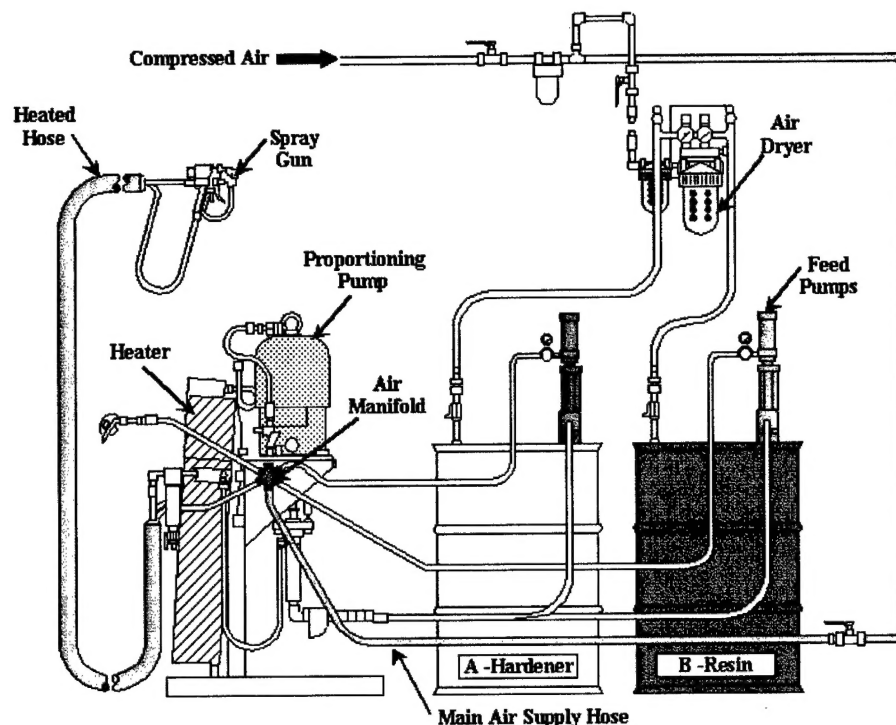 Compressed Air
Heated
Hose
Spray
Gun
Air
Dryer
Proportioning
Pump
Feed
Pumps
Heater
Air
Manifold
A -Hardener
B -Resin
Main Air Supply Hose